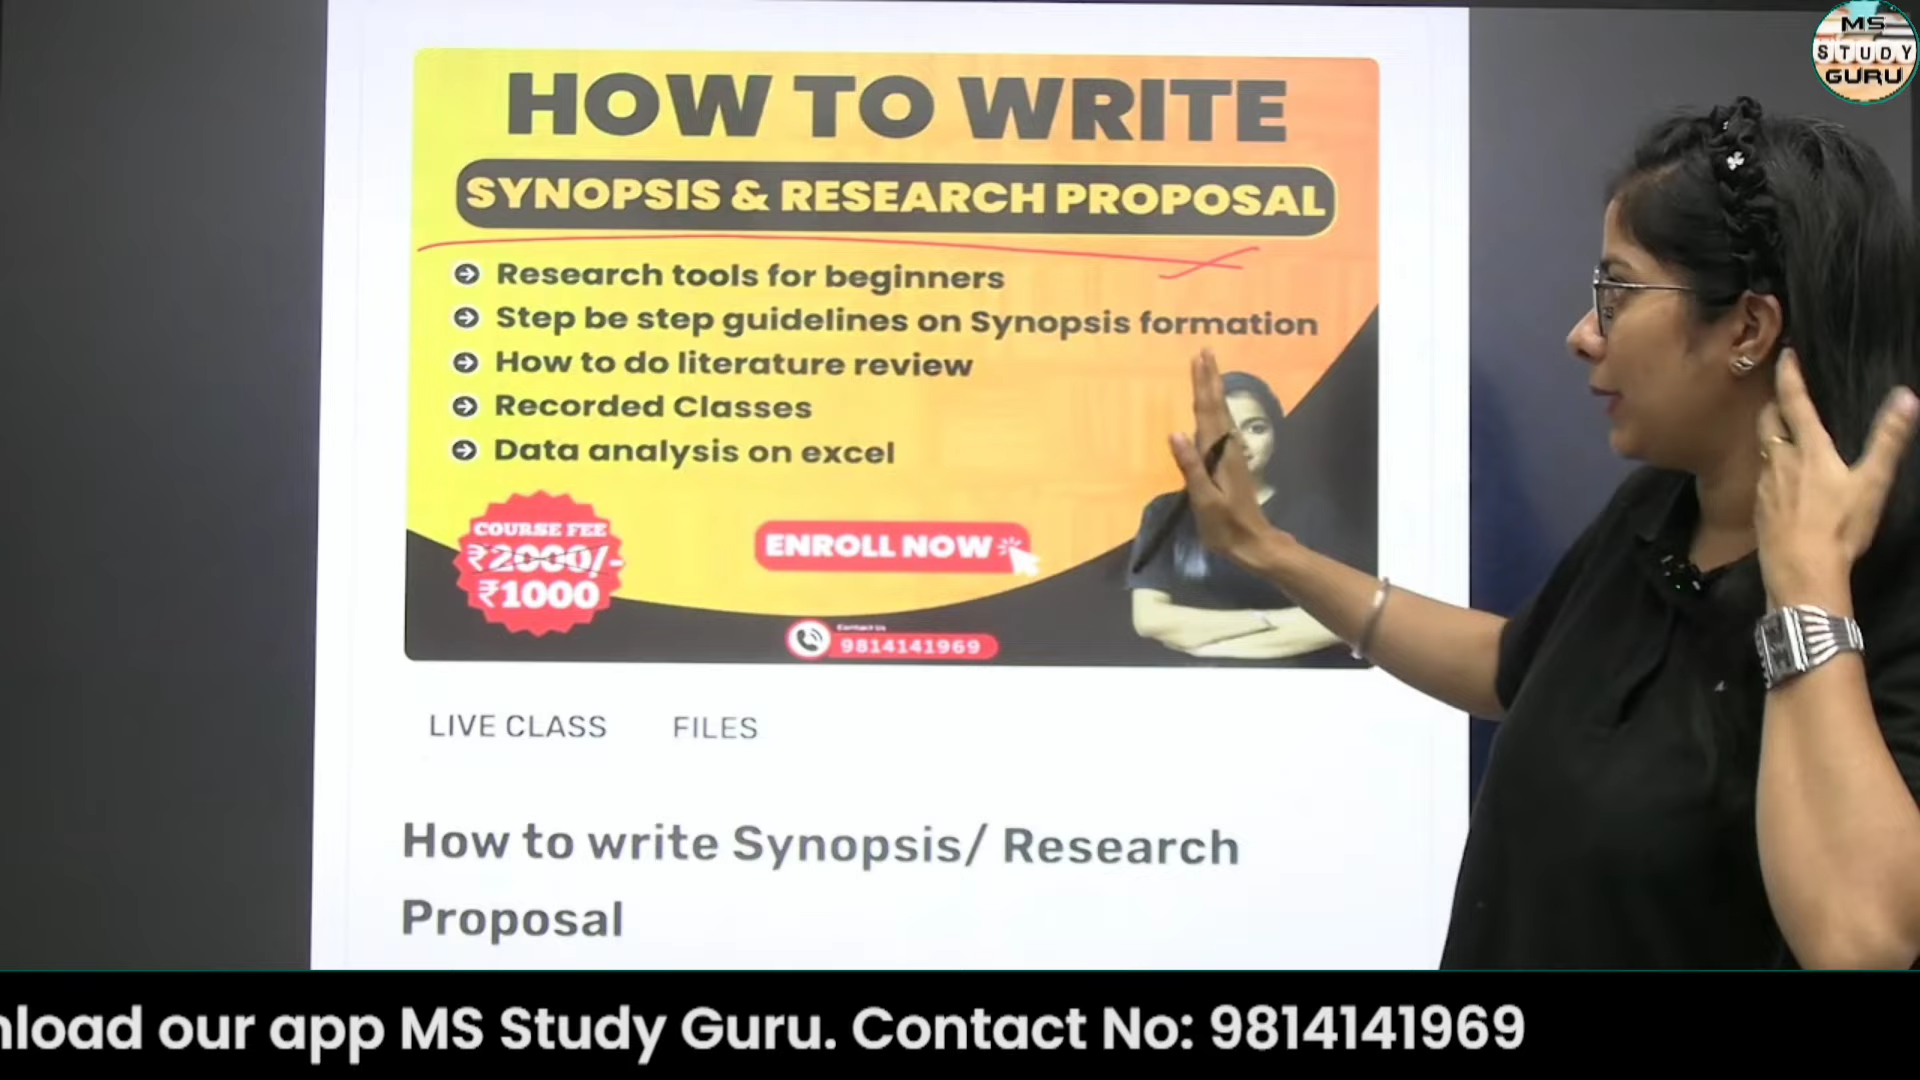 MS
STUDY
GURU
HOW TO WRITE
SYNOPSIS & RESEARCH PROPOSAL
Research tools for beginners
Step be step guidelines on Synopsis formation
How to do literature review
Recorded Classes
Data analysis on excel
COURSE FEE
₹2000/-
₹1000
ENROLL NOW
Contact Us
9814141969
LIVE CLASS FILES
How to write Synopsis/ Research
Proposal
nload our app MS Study Guru. Contact No: 9814141969